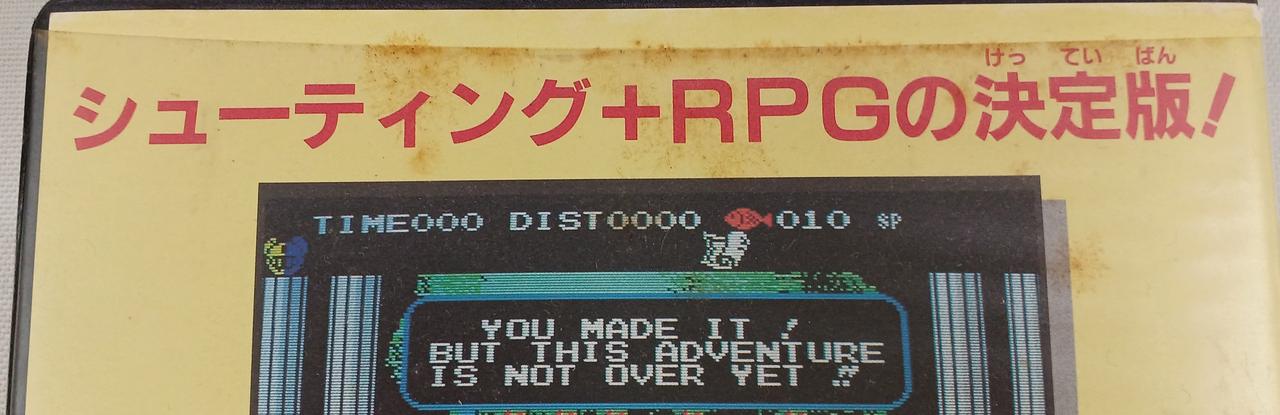 けっ てい ばん
シューティング+RPGの決定版!
TIME000 DIST0000 010 SP
YOU MADE IT !
BUT THIS ADVENTURE
IS NOT OVER YET !!